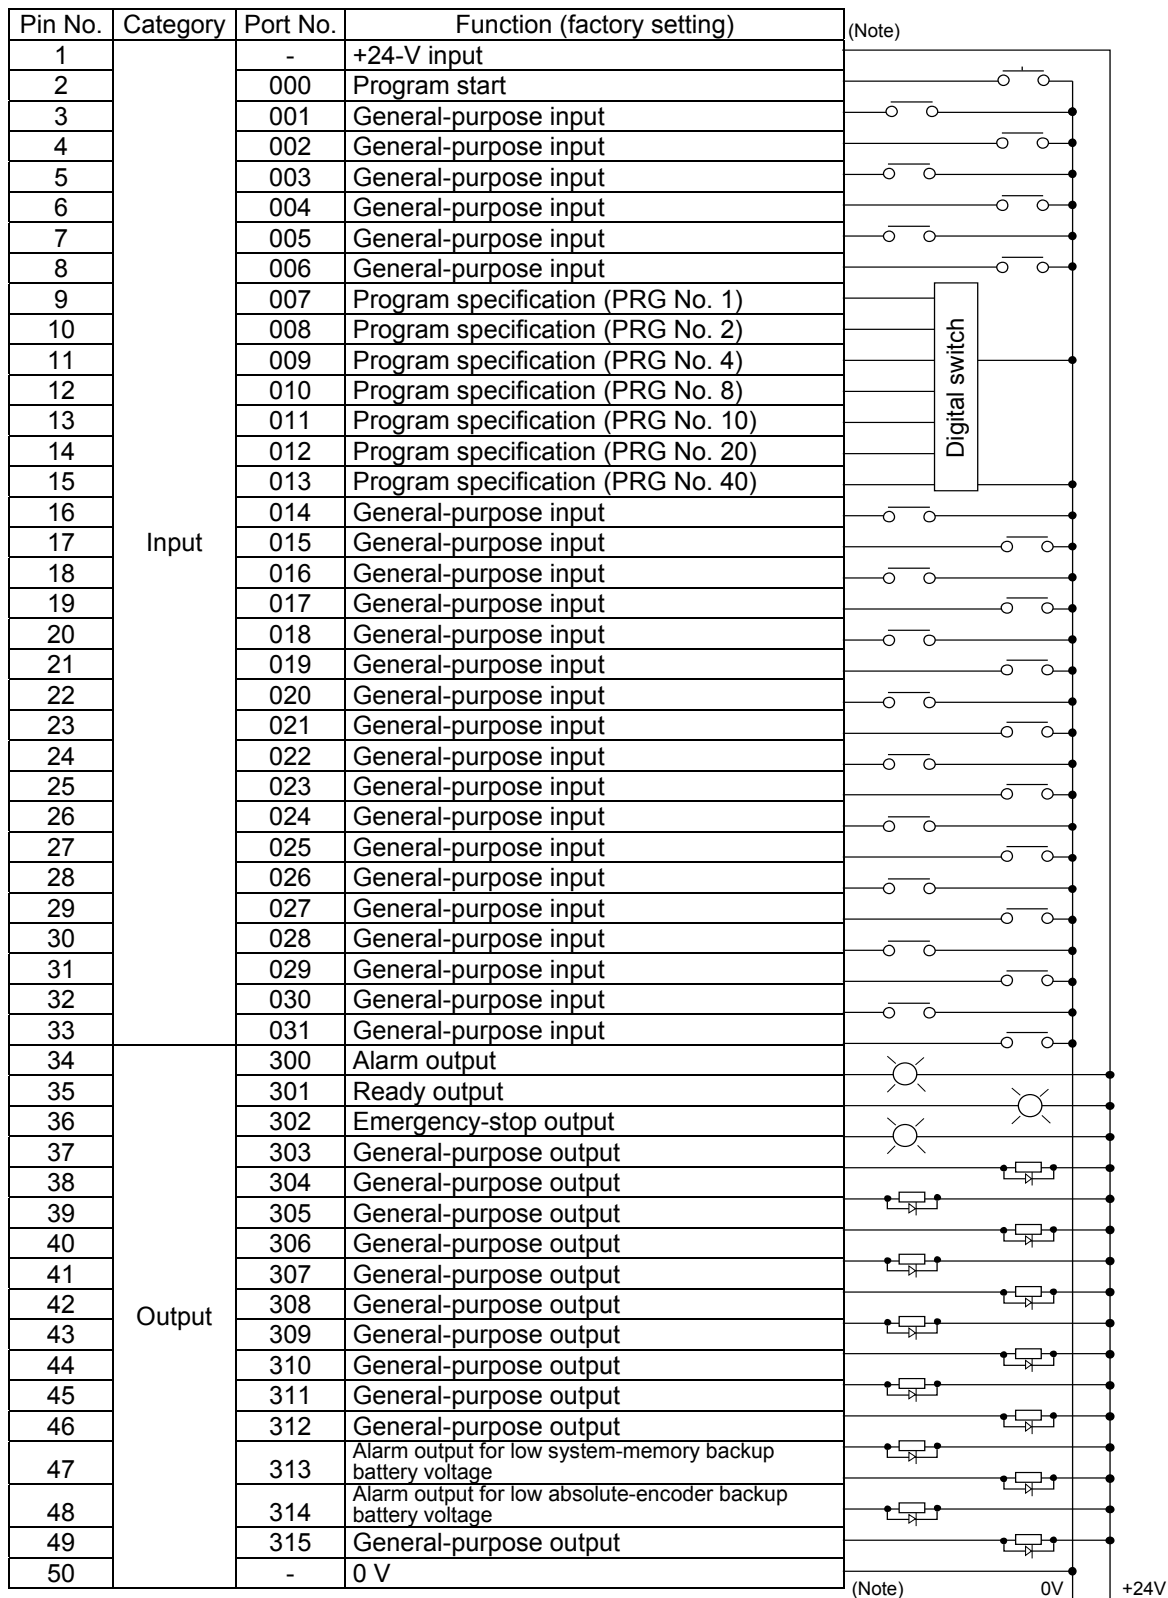 Pin No. Category Port No. Function (factory setting) (Note)
1 - +24-V input
2 000 Program start
3 001 General-purpose input
4 002 General-purpose input
5 003 General-purpose input
6 004 General-purpose input
7 005 General-purpose input
8 006 General-purpose input
9 007 Program specification (PRG No. 1)
10 008 Program specification (PRG No. 2)
11 009 Program specification (PRG No. 4)
12 010 Program specification (PRG No. 8)
13 011 Program specification (PRG No. 10)
14 012 Program specification (PRG No. 20)
15 013 Program specification (PRG No. 40)
Digital switch
16 014 General-purpose input
17 Input 015 General-purpose input
18 016 General-purpose input
19 017 General-purpose input
20 018 General-purpose input
21 019 General-purpose input
22 020 General-purpose input
23 021 General-purpose input
24 022 General-purpose input
25 023 General-purpose input
26 024 General-purpose input
27 025 General-purpose input
28 026 General-purpose input
29 027 General-purpose input
30 028 General-purpose input
31 029 General-purpose input
32 030 General-purpose input
33 031 General-purpose input
34 300 Alarm output
35 301 Ready output
36 302 Emergency-stop output
37 303 General-purpose output
38 304 General-purpose output
39 305 General-purpose output
40 306 General-purpose output
41 307 General-purpose output
42 Output 308 General-purpose output
43 309 General-purpose output
44 310 General-purpose output
45 311 General-purpose output
46 312 General-purpose output
47 313 Alarm output for low system-memory backup
battery voltage
48 314 Alarm output for low absolute-encoder backup
battery voltage
49 315 General-purpose output
50 - 0 V
(Note) 0V +24V